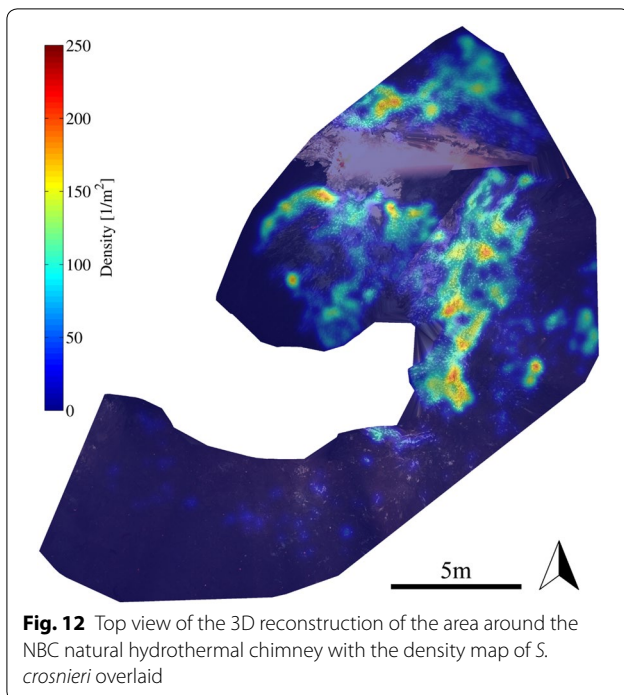 250
200
150
100
50
0
Density [1/m²]
5m
Fig. 12 Top view of the 3D reconstruction of the area around the
NBC natural hydrothermal chimney with the density map of S.
crosnieri overlaid